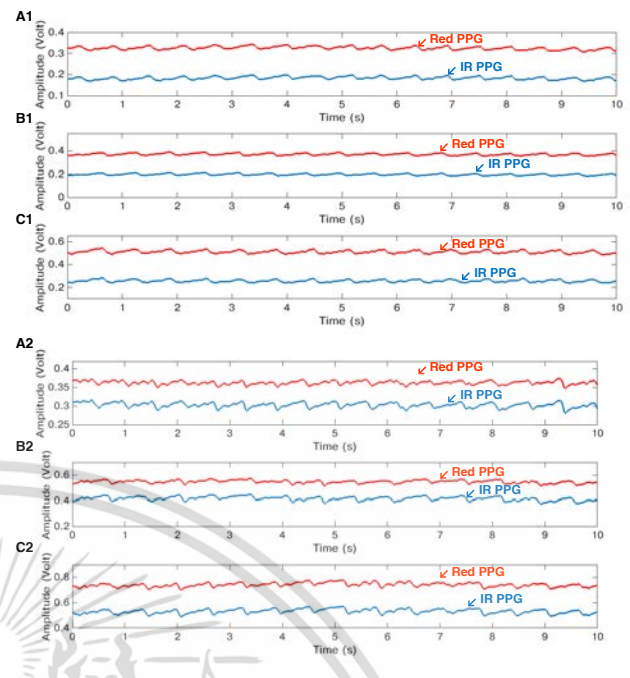 A1
Amplitude (Volt)
0.4
0.3
0.2
0.1
Red PPG
IR PPG
0 1 2 3 4 5 6 7 8 9 10
Time (s)
B1
Amplitude (Volt)
0.4
0.2
0
Red PPG
IR PPG
0 1 2 3 4 5 6 7 8 9 10
Time (s)
C1
Amplitude (Volt)
0.6
0.4
0.2
Red PPG
IR PPG
0 1 2 3 4 5 6 7 8 9 10
Time (s)
A2
Amplitude (Volt)
0.4
0.35
0.3
0.25
Red PPG
IR PPG
0 1 2 3 4 5 6 7 8 9 10
Time (s)
B2
Amplitude (Volt)
0.6
0.4
0.2
Red PPG
IR PPG
0 1 2 3 4 5 6 7 8 9 10
Time (s)
C2
Amplitude (Volt)
0.8
0.6
0.4
Red PPG
IR PPG
0 1 2 3 4 5 6 7 8 9 10
Time (s)